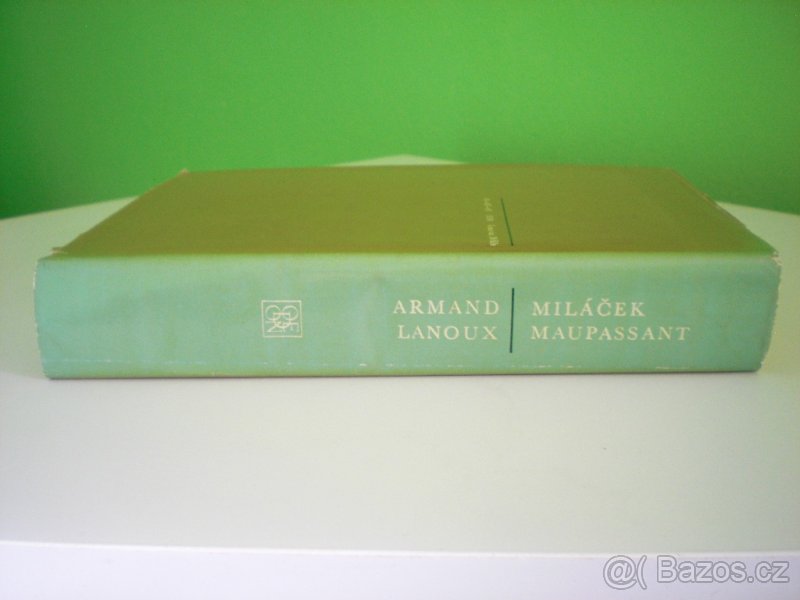 ARMAND
LANOUX
MILÁČEK
MAUPASSANT
@( Bazos.cz